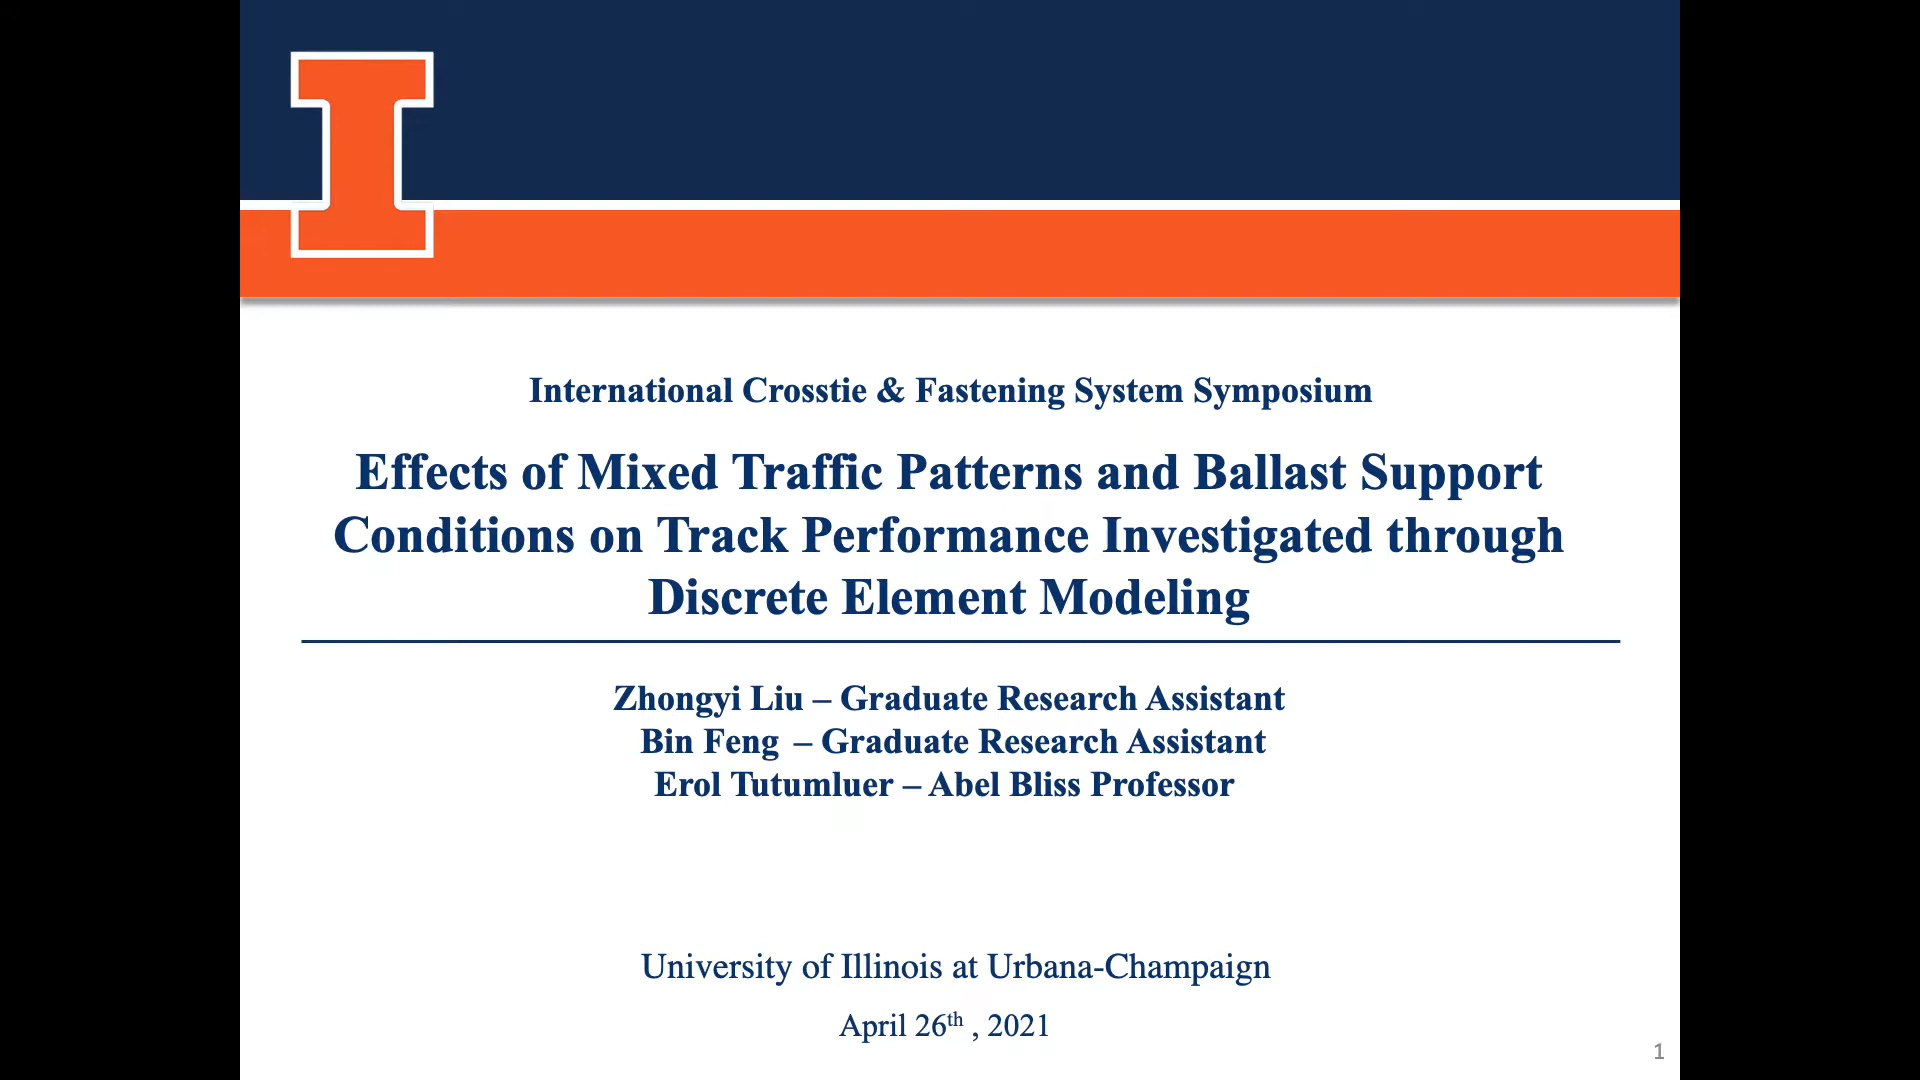 International Crosstie & Fastening System Symposium
Effects of Mixed Traffic Patterns and Ballast Support
Conditions on Track Performance Investigated through
Discrete Element Modeling
Zhongyi Liu – Graduate Research Assistant
Bin Feng – Graduate Research Assistant
Erol Tutumluer – Abel Bliss Professor
University of Illinois at Urbana-Champaign
April 26th , 2021
1